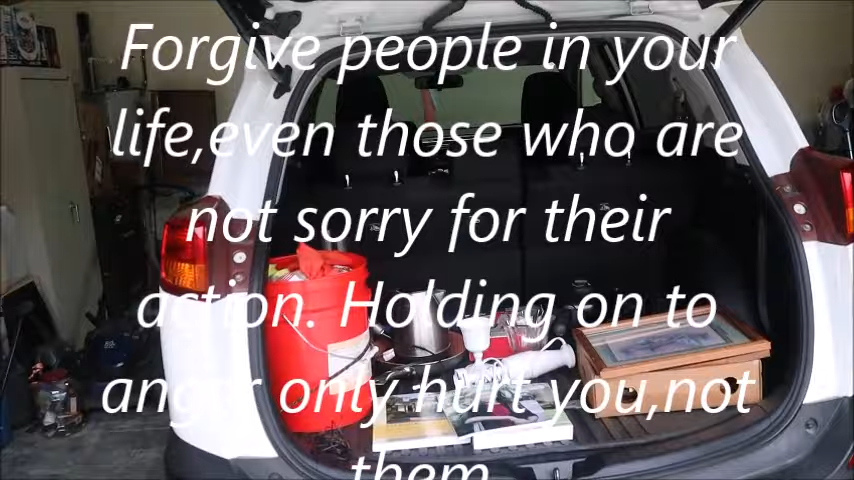 Forgive people in your
life,even those who are
not sorry for their
action. Holding on to
anger only hurt you,not
them